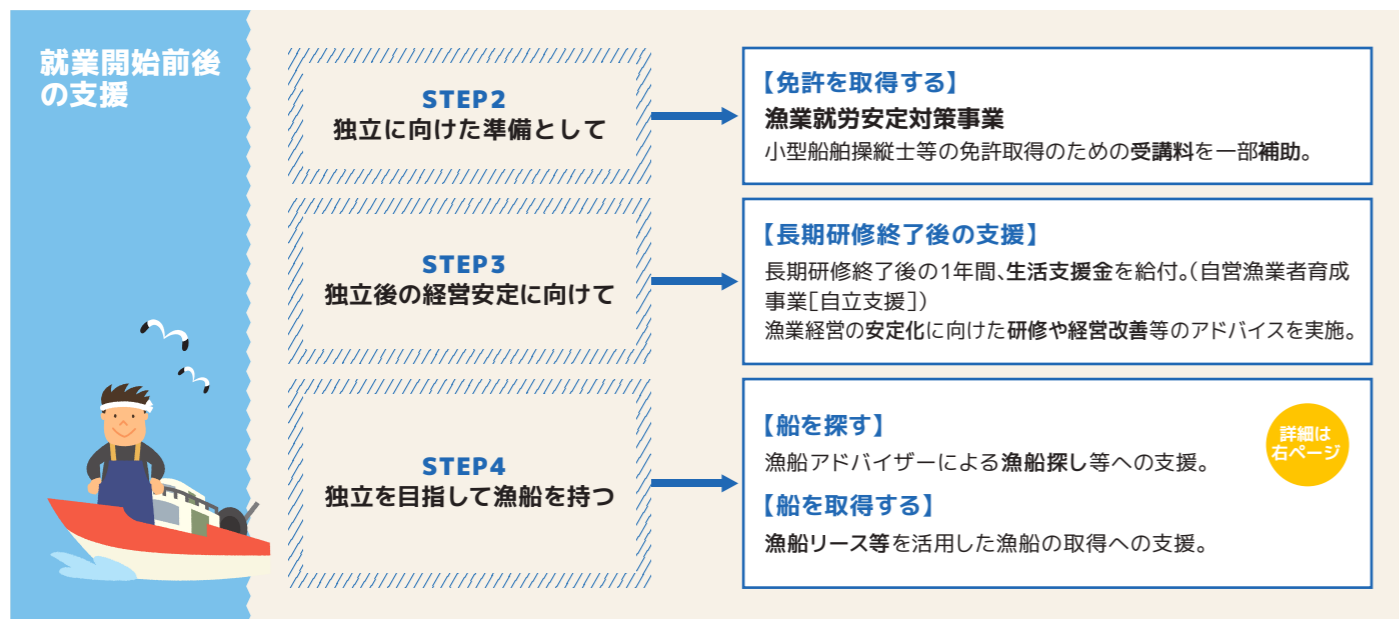 就業開始前後
の支援
STEP2
独立に向けた準備として
【免許を取得する】
漁業就労安定対策事業
小型船舶操縦士等の免許取得のための受講料を一部補助。
STEP3
独立後の経営安定に向けて
【長期研修終了後の支援】
長期研修終了後の1年間、生活支援金を給付。(自営漁業者育成
事業[自立支援])
漁業経営の安定化に向けた研修や経営改善等のアドバイスを実施。
STEP4
独立を目指して漁船を持つ
【船を探す】
漁船アドバイザーによる漁船探し等への支援。
詳細は
右ページ
【船を取得する】
漁船リース等を活用した漁船の取得への支援。